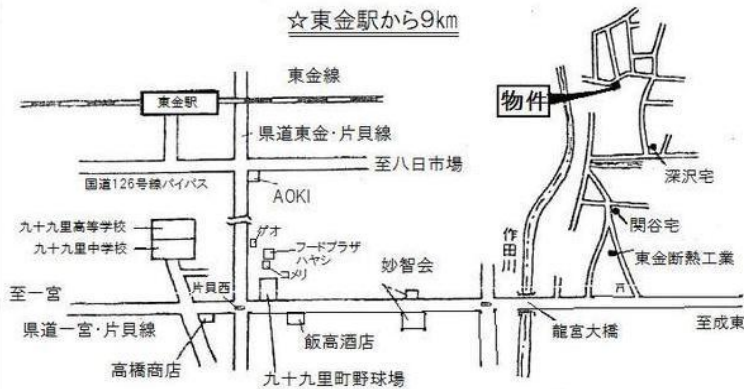 ☆東金駅から9km
東金線
東金駅
物件
県道東金・片貝線
至八日市場
国道126号線バイパス
AOKI
深沢宅
九十九里高等学校
九十九里中学校
ゲオ
フードプラザ
ハヤシ
コメリ
作田川
関谷宅
東金断熱工業
妙智会
至一宮
片貝西
県道一宮・片貝線
高橋商店
飯高酒店
九十九里町野球場
龍宮大橋
至成東